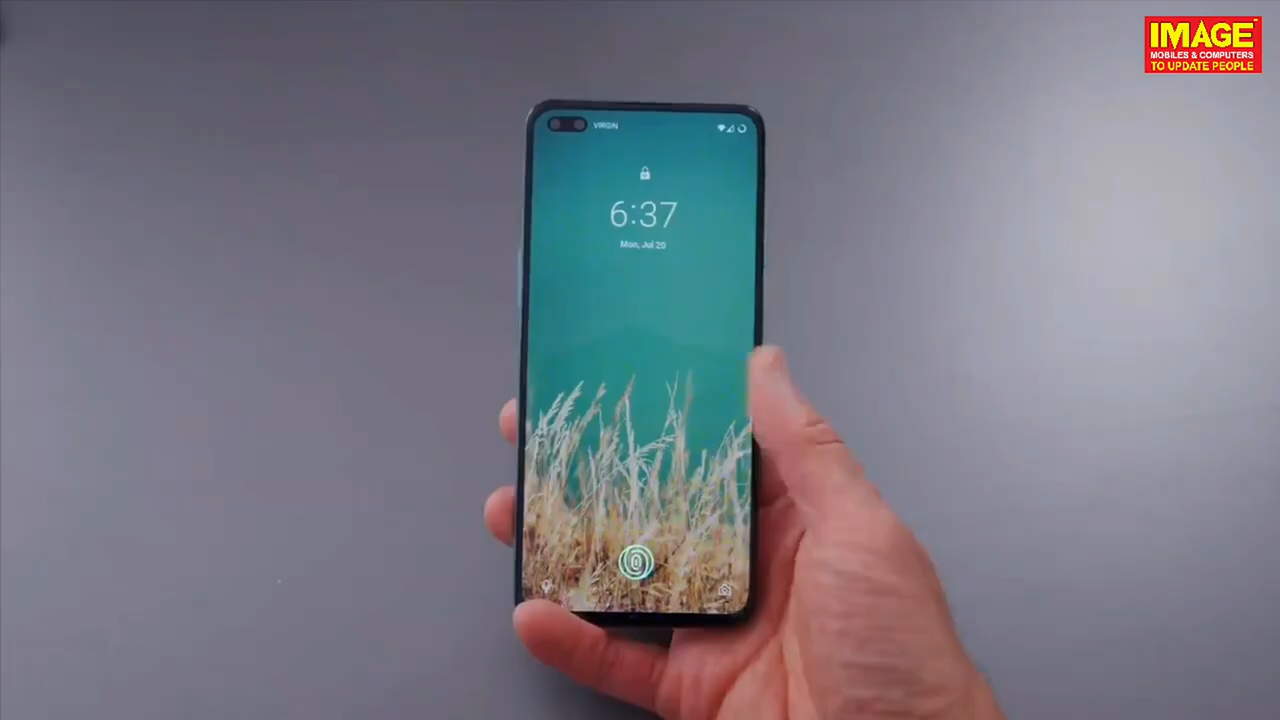 IMAGE
MOBILES & COMPUTERS
TO UPDATE PEOPLE
VIRGIN
6:37
Mon, Jul 20